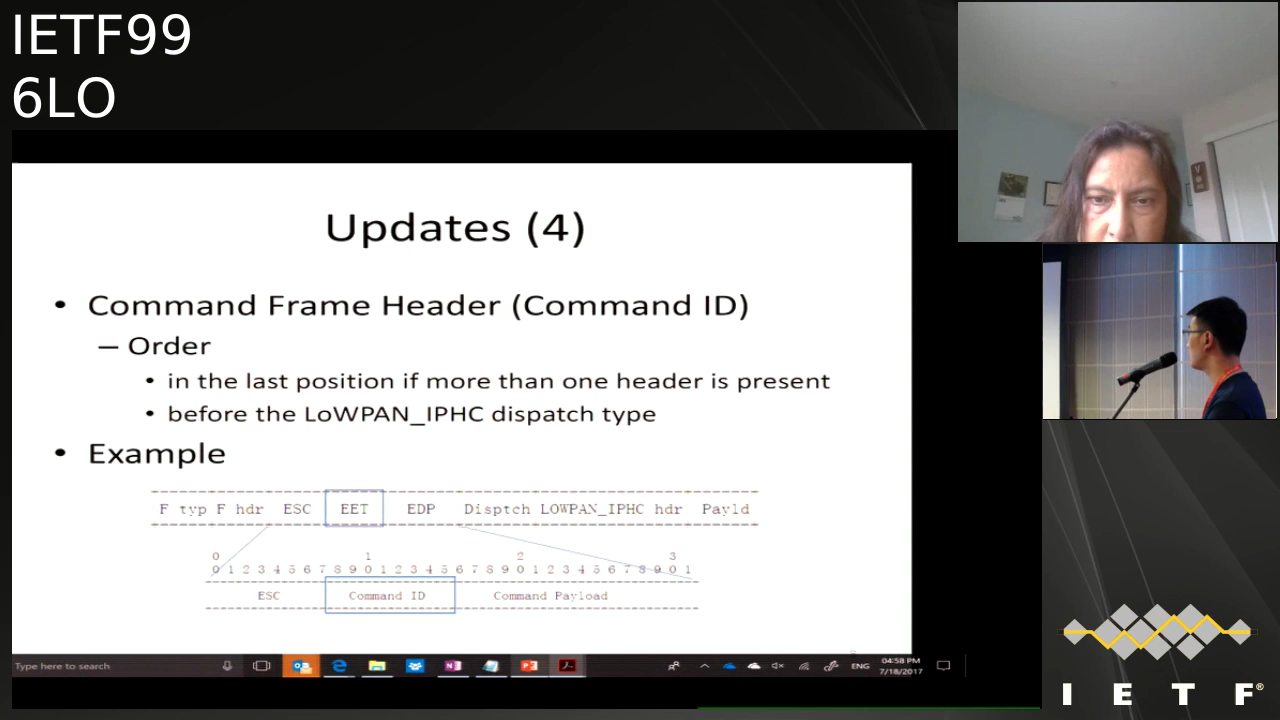 IETF99
6LO
Updates (4)
• Command Frame Header (Command ID)
– Order
• in the last position if more than one header is present
• before the LoWPAN_IPHC dispatch type
• Example
F typ F hdr ESC EET EDP Disptch LOWPAN_IPHC hdr Payld
0 1 2 3
0 1 2 3 4 5 6 7 8 9 0 1 2 3 4 5 6 7 8 9 0 1 2 3 4 5 6 7 8 9 0 1
ESC Command ID Command Payload
Type here to search
ENG
04:58 PM
7/18/2017
I E T F®